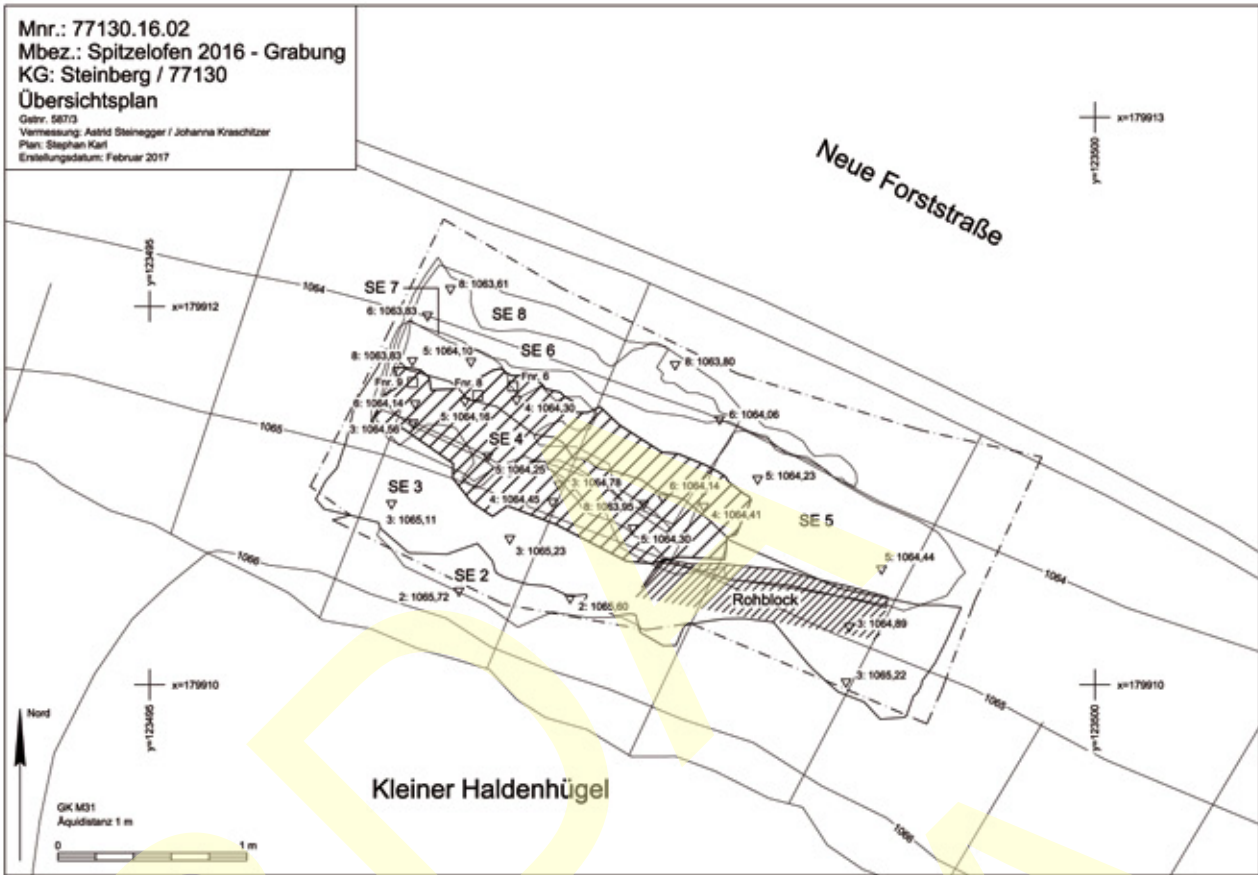 Mnr.: 77130.16.02
Mbez.: Spitzelofen 2016 - Grabung
KG: Steinberg / 77130
Übersichtsplan
Gstnr. 587/3
Vermessung: Astrid Steinegger / Johanna Kraschitzer
Plan: Stephan Karl
Erstellungsdatum: Februar 2017
x=179913
y=123500
Neue Forststraße
y=123495
x=179912
1064
SE 7
8: 1063,61
6: 1063,83
SE 8
SE 6
8: 1063,83
5: 1064,10
8: 1063,80
Fnr. 9
Fnr. 8
Fnr. 6
6: 1064,14
5: 1064,16
4: 1064,30
6: 1064,06
3: 1064,56
1065
SE 4
5: 1064,25
3: 1064,78
6: 1064,14
5: 1064,23
SE 3
4: 1064,45
8: 1063,95
4: 1064,41
SE 5
3: 1065,11
5: 1064,30
3: 1065,23
1066
SE 2
5: 1064,44
1064
2: 1065,72
2: 1065,60
Rohblock
3: 1064,89
x=179910
y=123495
3: 1065,22
x=179910
y=123500
1065
Nord
Kleiner Haldenhügel
GK M31
Äquidistanz 1 m
1066
0
1 m